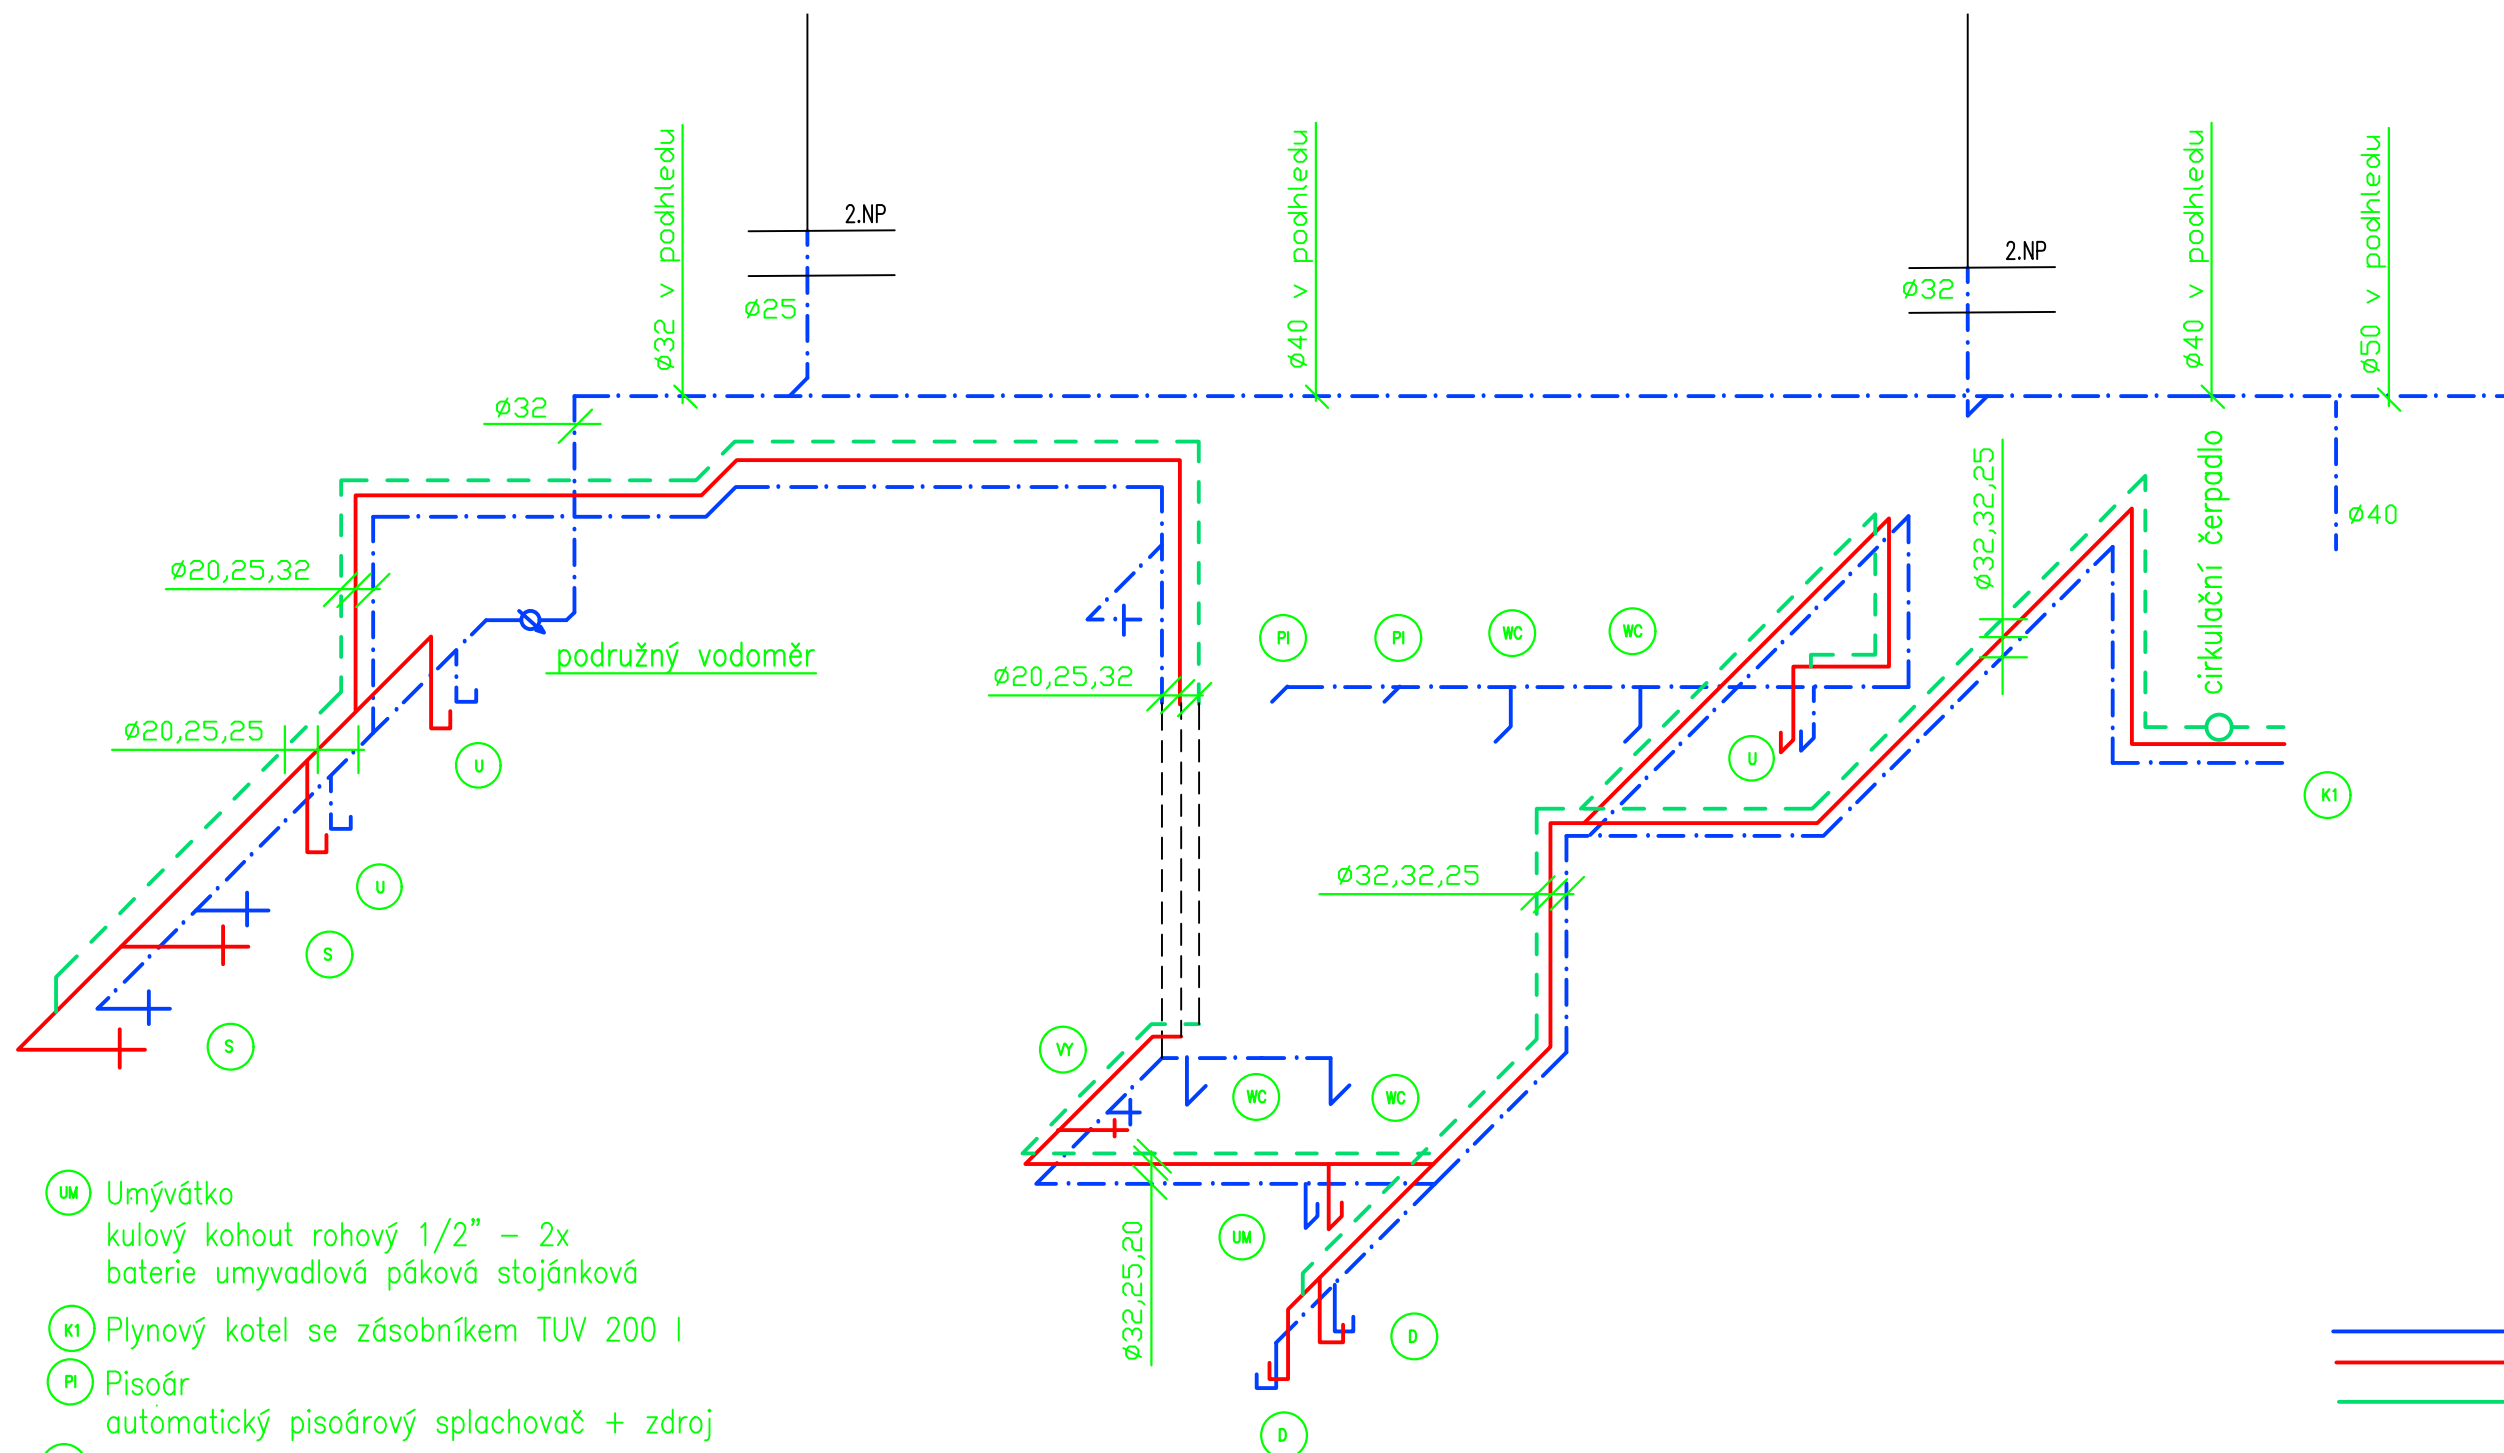 2.NP
2.NP
ø32 v podhledu
ø25
ø40 v podhledu
ø32
ø40 v podhledu
ø50 v podhledu
ø32
ø32,32,25
cirkulační čerpadlo
ø40
ø20,25,32
podružný vodoměr
ø20,25,32
PI
PI
WC
WC
ø20,25,25
U
U
K1
U
ø32,32,25
S
S
VY
WC
WC
UM
ø32,25,20
D
D
UM Umývátko
kulový kohout rohový 1/2" – 2x
baterie umyvadlová páková stojánková
K1 Plynový kotel se zásobníkem TUV 200 l
PI Pisoár
automatický pisoárový splachovač + zdroj